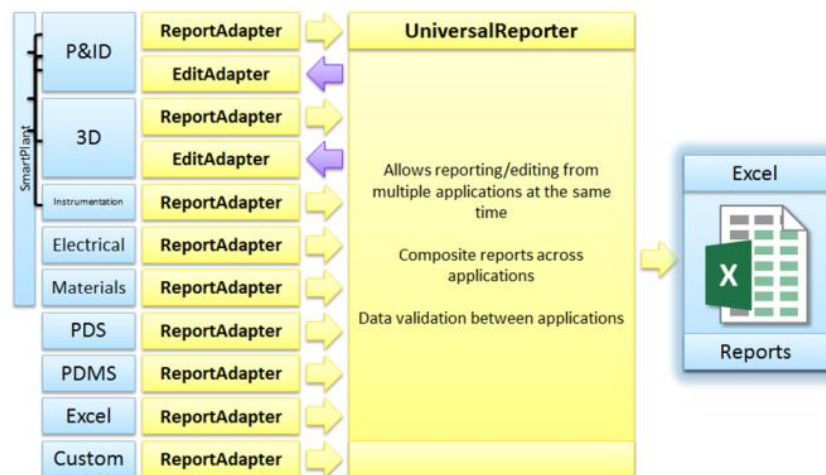 SmartPlant
P&ID
ReportAdapter
EditAdapter
3D
ReportAdapter
EditAdapter
Instrumentation
ReportAdapter
Electrical
ReportAdapter
Materials
ReportAdapter
PDS
ReportAdapter
PDMS
ReportAdapter
Excel
ReportAdapter
Custom
ReportAdapter
UniversalReporter
Allows reporting/editing from
multiple applications at the same
time
Composite reports across
applications
Data validation between applications
Excel
X
Reports